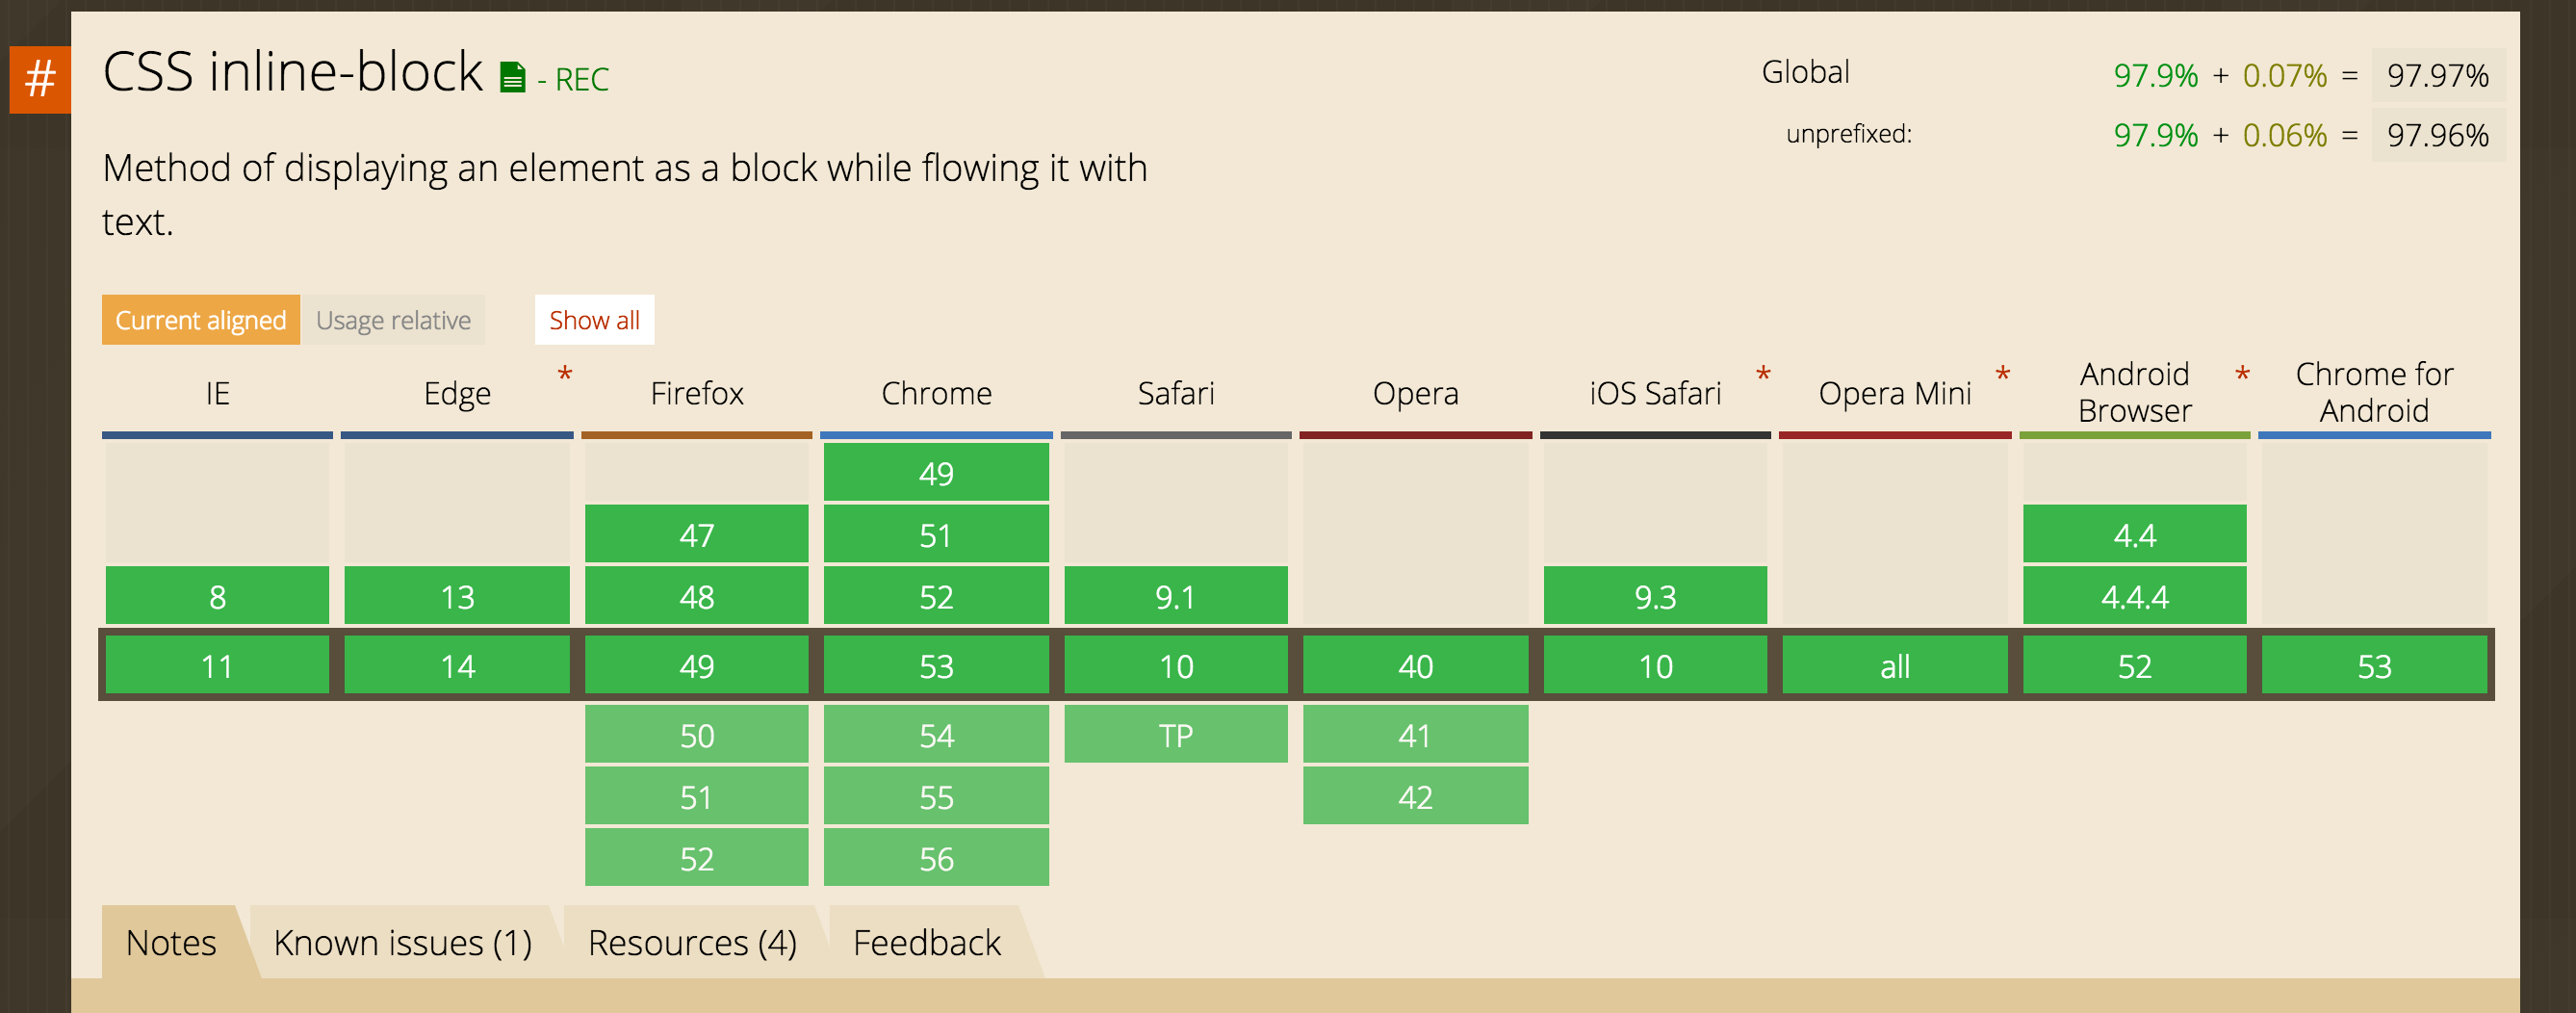 #
CSS inline-block - REC
Global 97.9% + 0.07% = 97.97%
unprefixed: 97.9% + 0.06% = 97.96%
Method of displaying an element as a block while flowing it with
text.
Current aligned Usage relative Show all
IE Edge * Firefox Chrome Safari Opera iOS Safari * Opera Mini * Android Browser * Chrome for Android
49
47 51 4.4
8 13 48 52 9.1 9.3 4.4.4
11 14 49 53 10 40 10 all 52 53
50 54 TP 41
51 55 42
52 56
Notes Known issues (1) Resources (4) Feedback